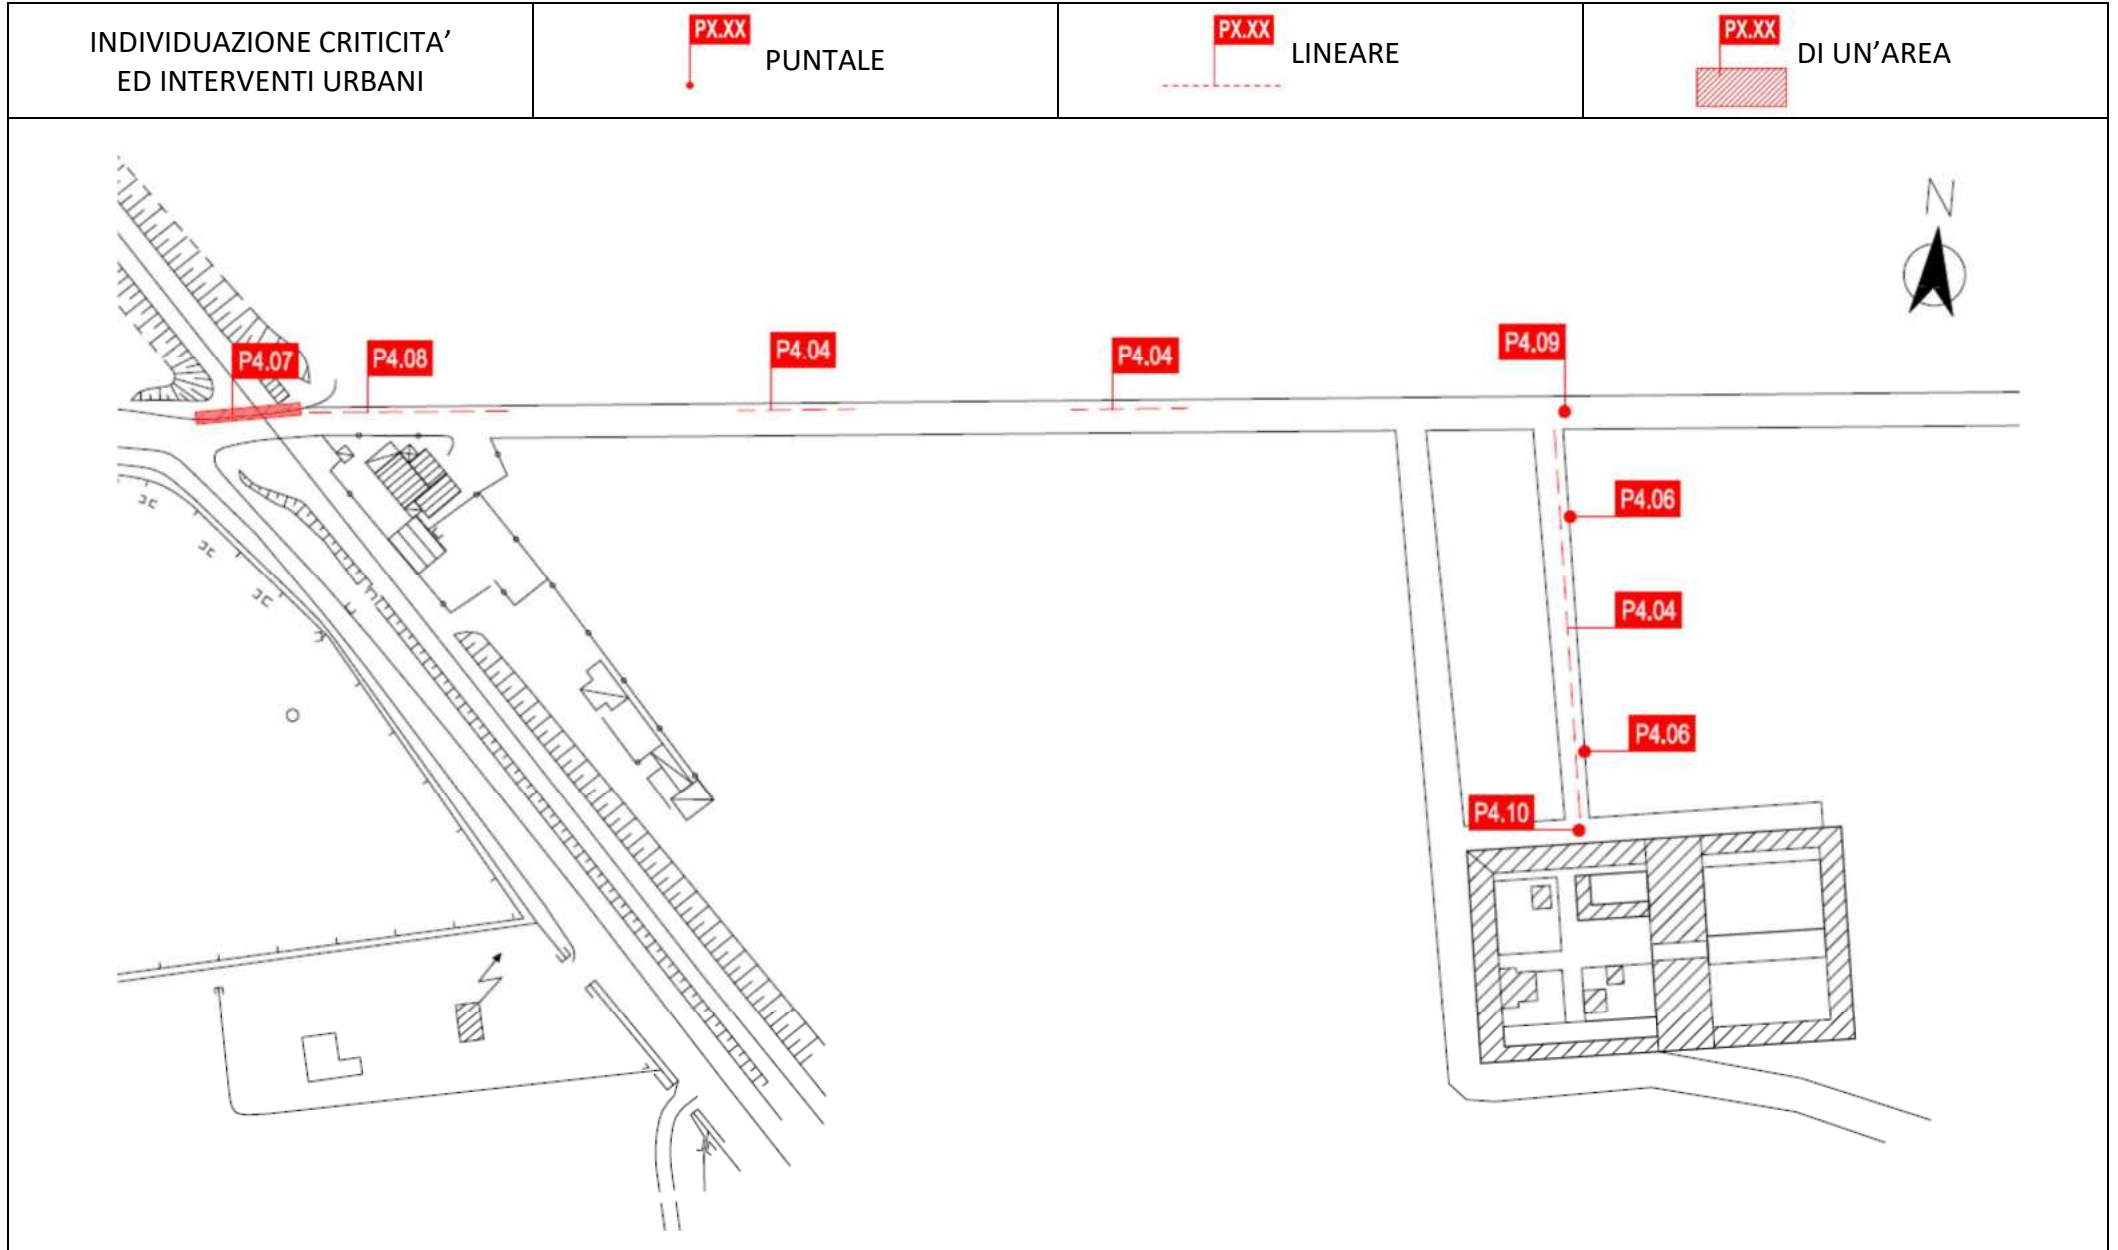 INDIVIDUAZIONE CRITICITA’
ED INTERVENTI URBANI
PX.XX
PUNTALE
PX.XX
LINEARE
PX.XX
DI UN’AREA
N
P4.07
P4.08
P4.04
P4.04
P4.09
P4.06
P4.04
P4.06
P4.10